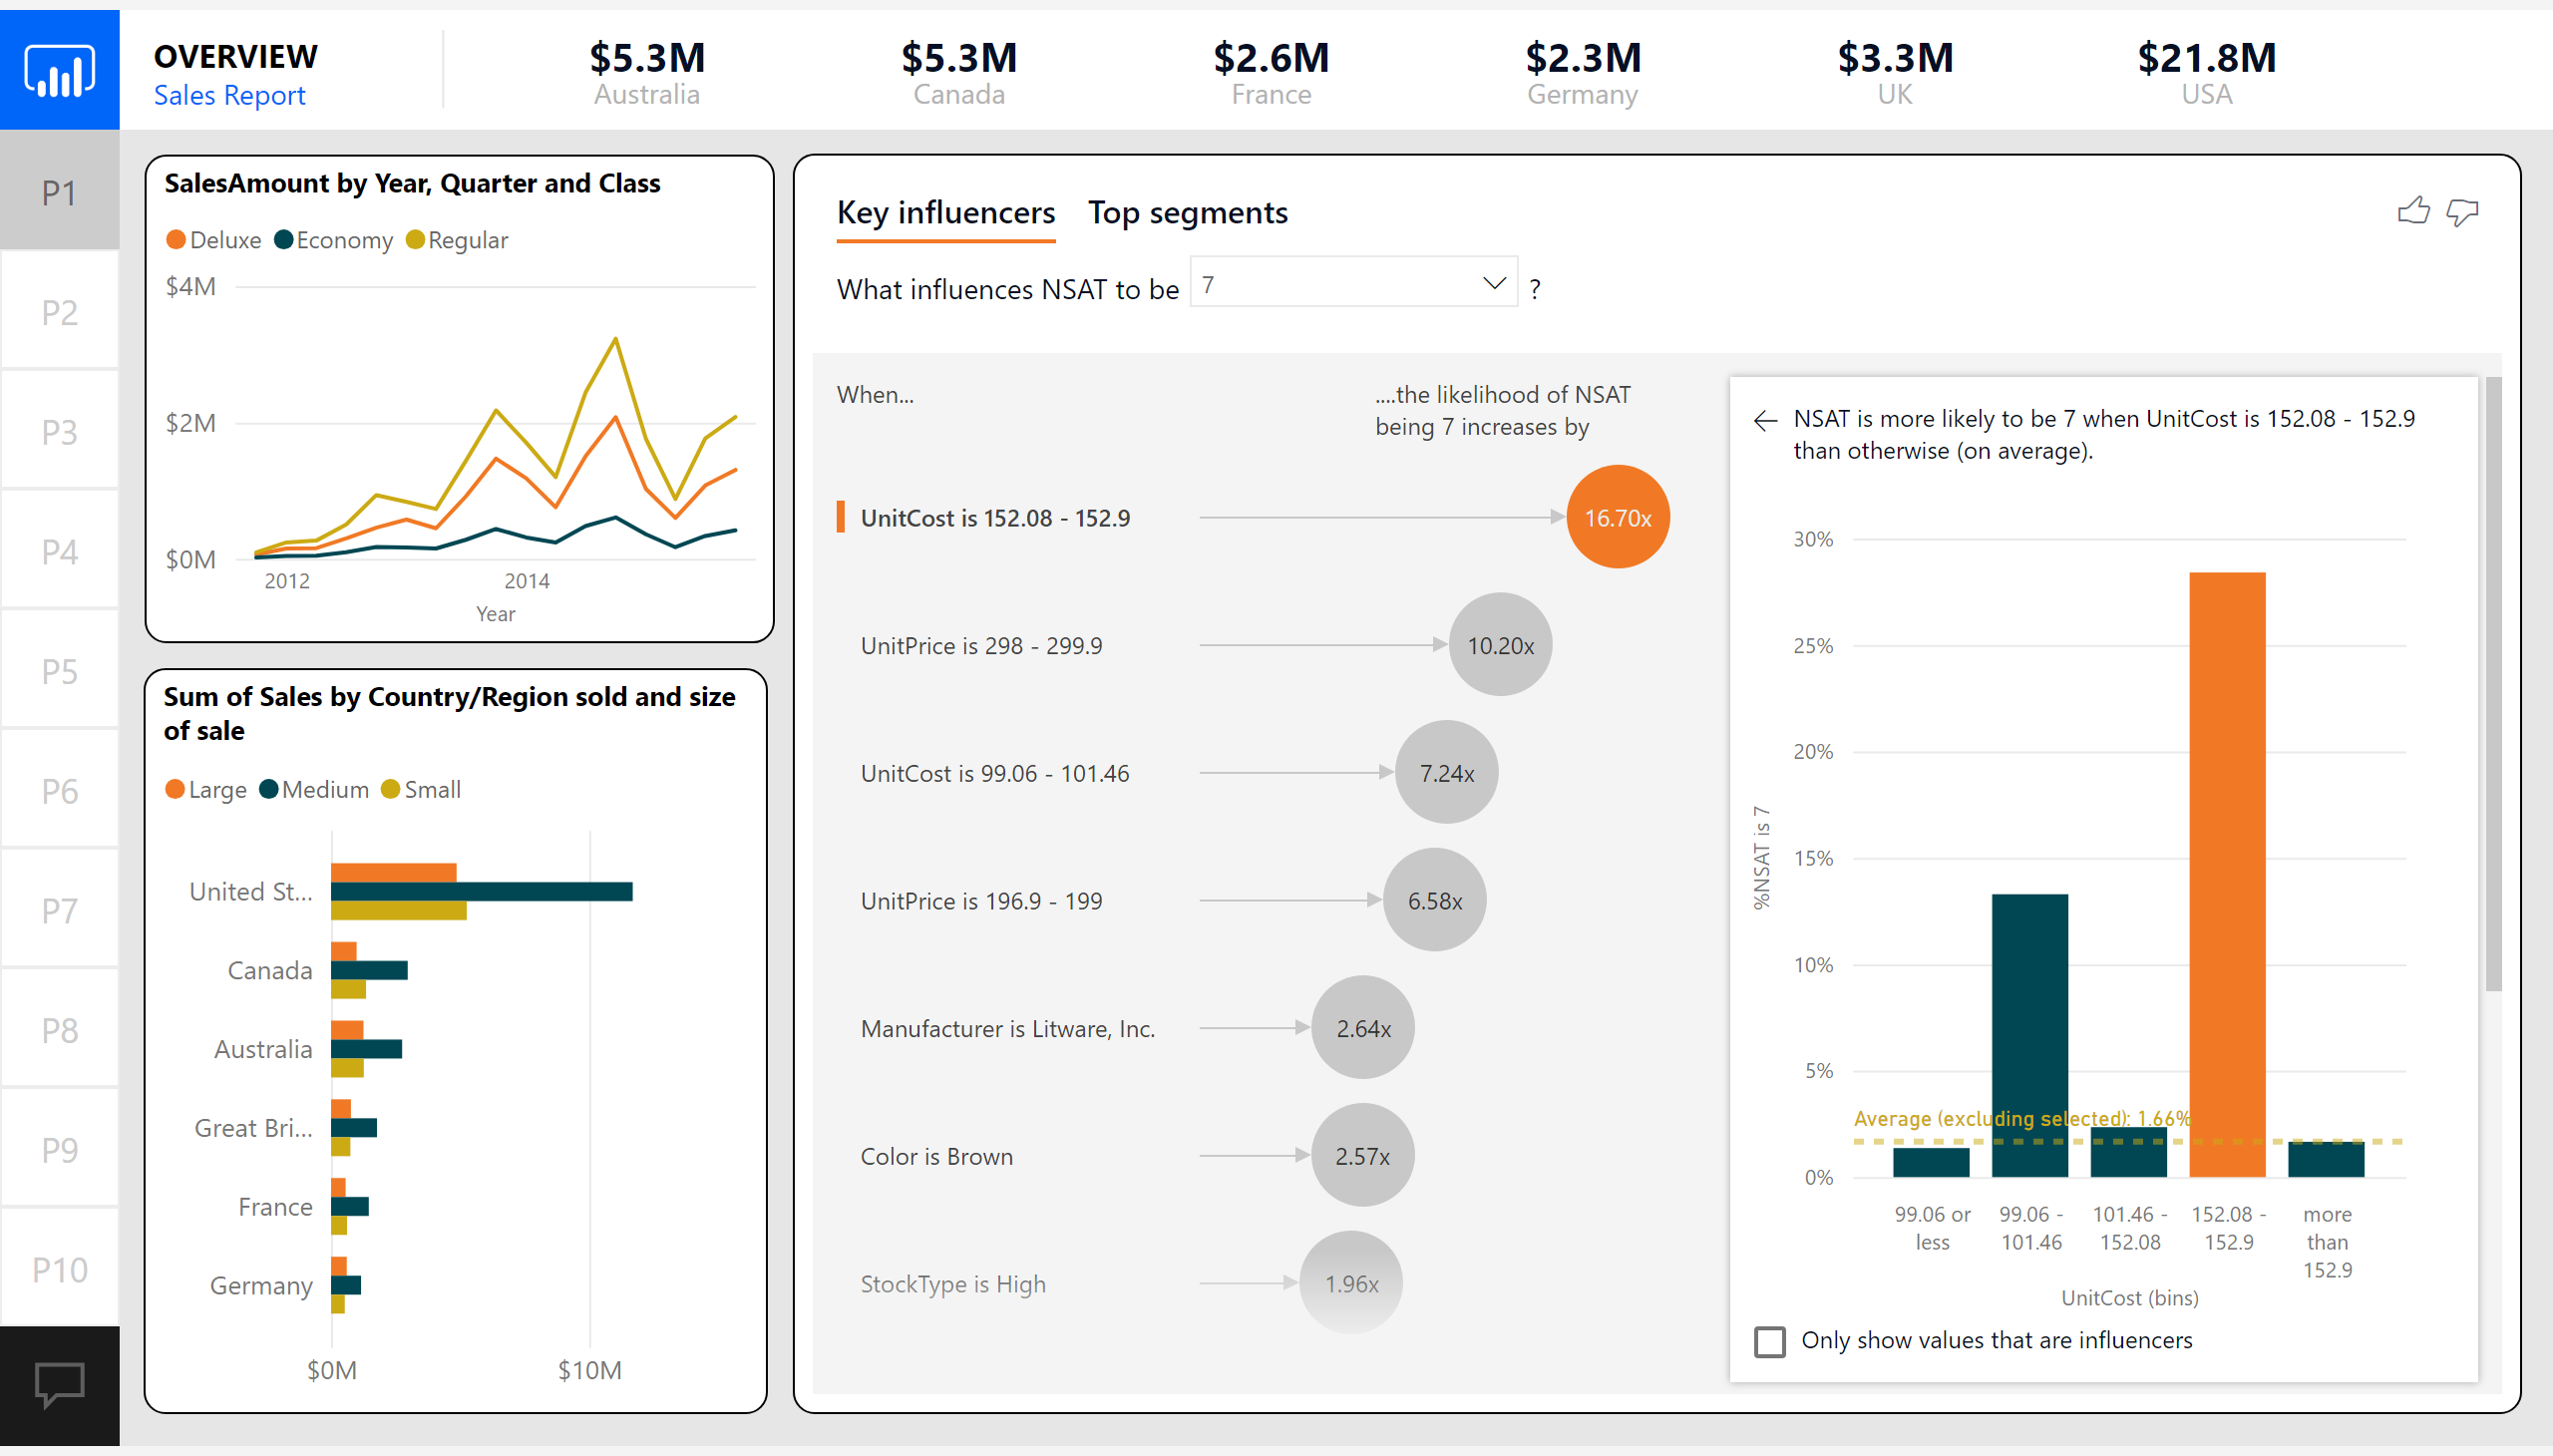 OVERVIEW
Sales Report
$5.3M
Australia
$5.3M
Canada
$2.6M
France
$2.3M
Germany
$3.3M
UK
$21.8M
USA
P1
P2
P3
P4
P5
P6
P7
P8
P9
P10
SalesAmount by Year, Quarter and Class
Deluxe Economy Regular
$4M
$2M
$0M
2012 2014
Year
Sum of Sales by Country/Region sold and size
of sale
Large Medium Small
United St...
Canada
Australia
Great Bri...
France
Germany
$0M $10M
Key influencers Top segments
What influences NSAT to be 7 ?
When...
....the likelihood of NSAT
being 7 increases by
UnitCost is 152.08 - 152.9 16.70x
UnitPrice is 298 - 299.9 10.20x
UnitCost is 99.06 - 101.46 7.24x
UnitPrice is 196.9 - 199 6.58x
Manufacturer is Litware, Inc. 2.64x
Color is Brown 2.57x
StockType is High 1.96x
NSAT is more likely to be 7 when UnitCost is 152.08 - 152.9
than otherwise (on average).
%NSAT is 7
30%
25%
20%
15%
10%
5%
0%
Average (excluding selected): 1.66%
99.06 or
less
99.06 -
101.46
101.46 -
152.08
152.08 -
152.9
more
than
152.9
UnitCost (bins)
Only show values that are influencers